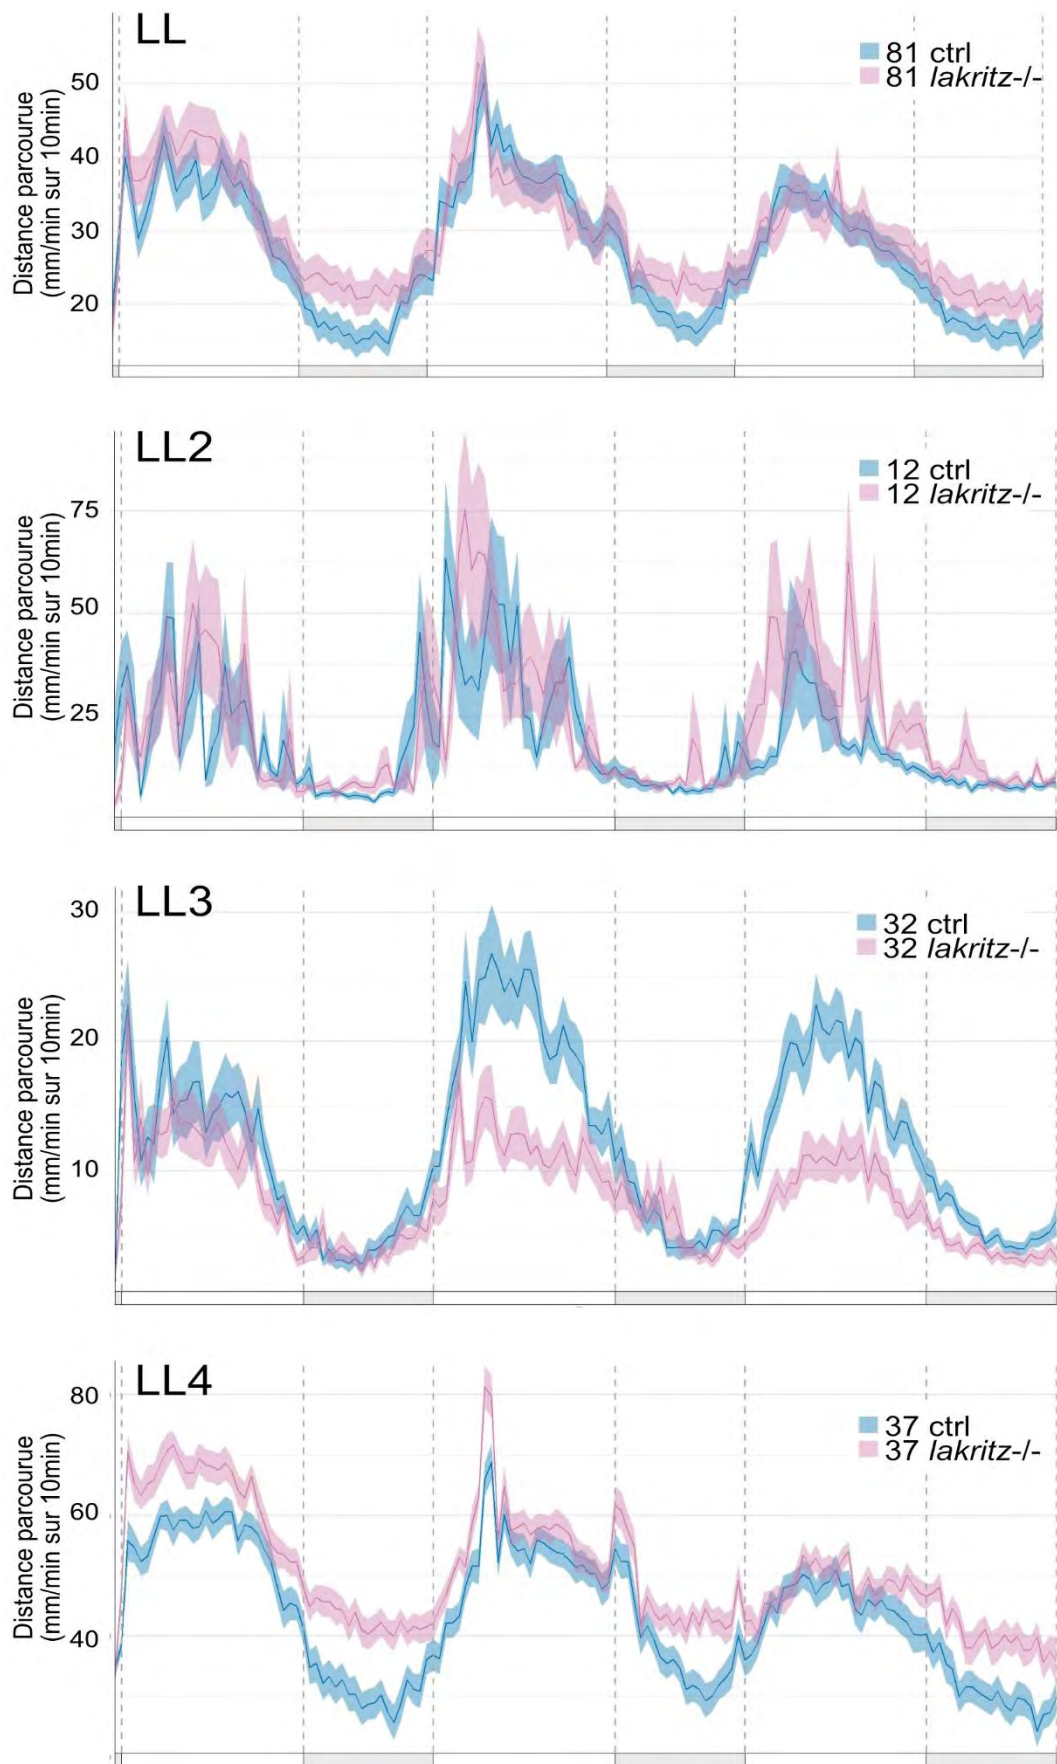 LL
81 ctrl
81 lakritz-/-
Distance parcourue
(mm/min sur 10min)
50
40
30
20
LL2
12 ctrl
12 lakritz-/-
Distance parcourue
(mm/min sur 10min)
75
50
25
LL3
32 ctrl
32 lakritz-/-
Distance parcourue
(mm/min sur 10min)
30
20
10
LL4
37 ctrl
37 lakritz-/-
Distance parcourue
(mm/min sur 10min)
80
60
40